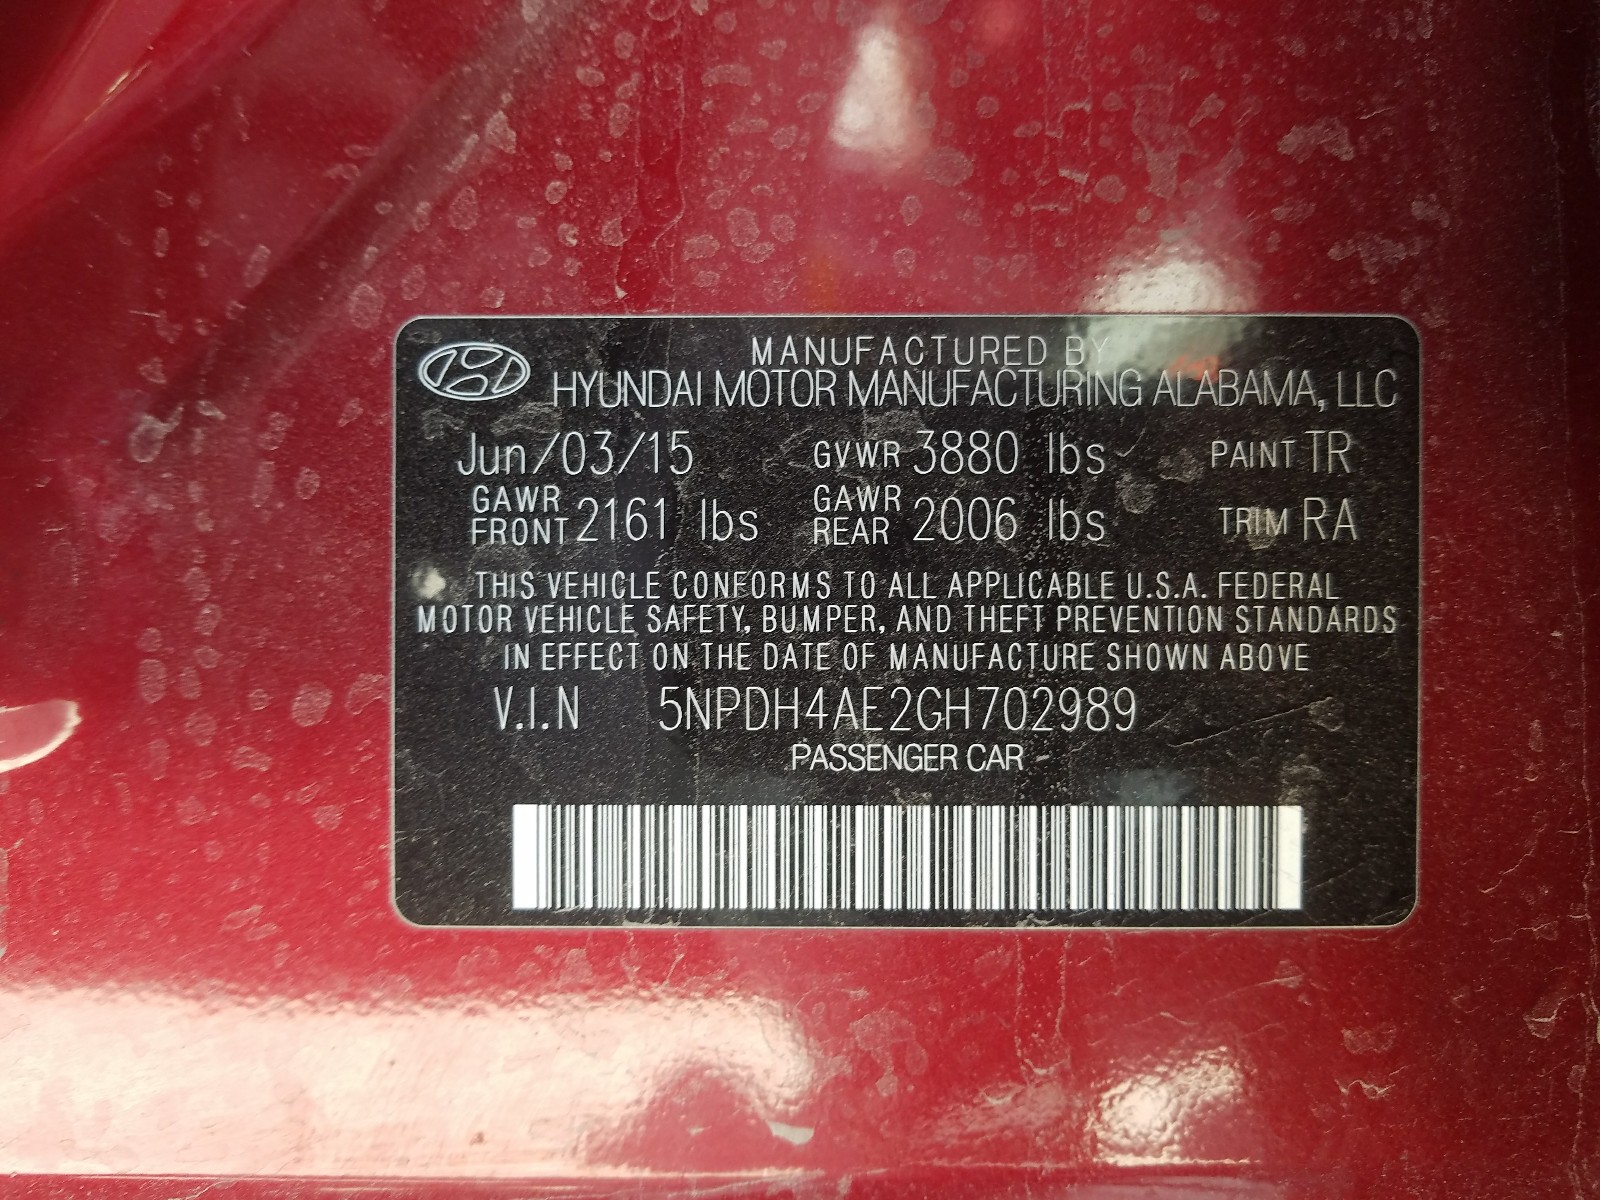 MANUFACTURED BY
HYUNDAI MOTOR MANUFACTURING ALABAMA, LLC
Jun/03/15 GVWR 3880 lbs PAINT TR
GAWR FRONT 2161 lbs GAWR REAR 2006 lbs TRIM RA
THIS VEHICLE CONFORMS TO ALL APPLICABLE U.S.A. FEDERAL
MOTOR VEHICLE SAFETY, BUMPER, AND THEFT PREVENTION STANDARDS
IN EFFECT ON THE DATE OF MANUFACTURE SHOWN ABOVE
V.I.N 5NPDH4AE2GH702989
PASSENGER CAR